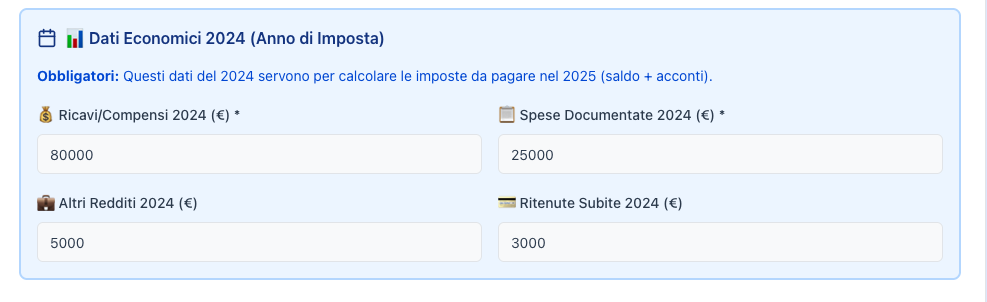 Dati Economici 2024 (Anno di Imposta)
Obbligatori: Questi dati del 2024 servono per calcolare le imposte da pagare nel 2025 (saldo + acconti).
Ricavi/Compensi 2024 (€) *
80000
Spese Documentate 2024 (€) *
25000
Altri Redditi 2024 (€)
5000
Ritenute Subite 2024 (€)
3000